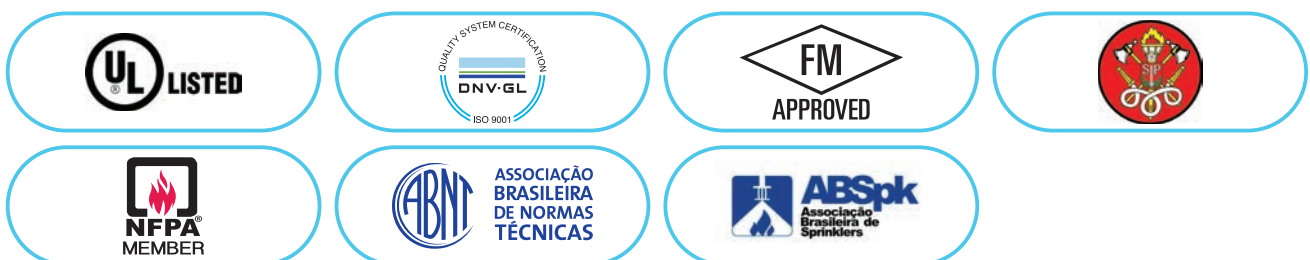 UL® LISTED
QUALITY SYSTEM CERTIFICATION
DNV·GL
ISO 9001
FM
APPROVED
SP
NFPA®
MEMBER
ABNT
ASSOCIAÇÃO
BRASILEIRA
DE NORMAS
TÉCNICAS
ABSpk
Associação
Brasileira de
Sprinklers